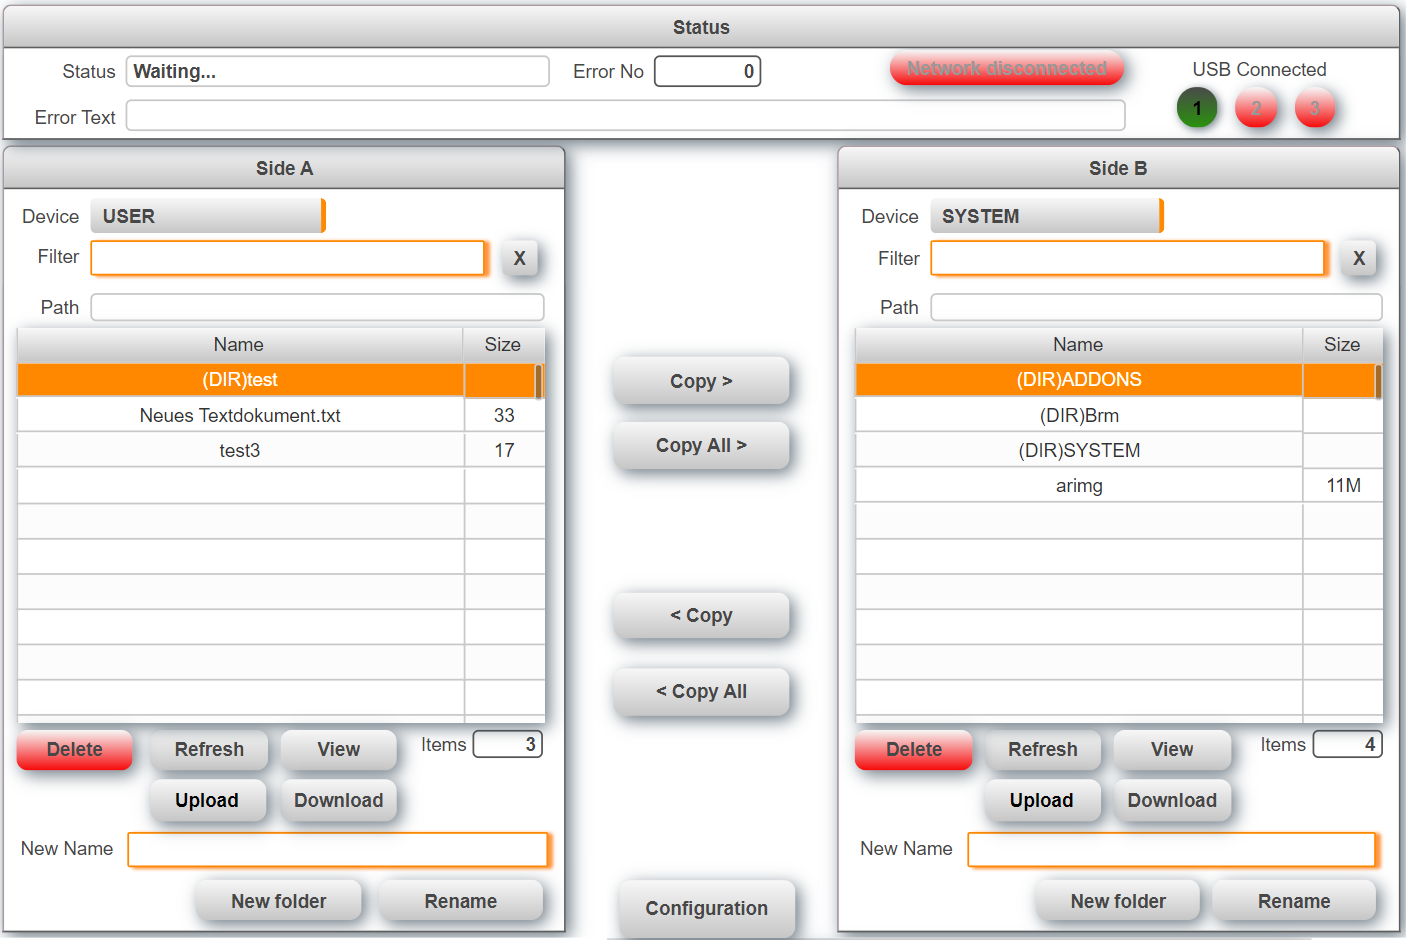 Status
Status Waiting... Error No 0 Network disconnected USB Connected
1 2 3
Error Text
Side A
Device USER
Filter X
Path
Name Size
(DIR)test
Neues Textdokument.txt 33
test3 17
Delete Refresh View Items 3
Upload Download
New Name
New folder Rename
Copy >
Copy All >
< Copy
< Copy All
Configuration
Side B
Device SYSTEM
Filter X
Path
Name Size
(DIR)ADDONS
(DIR)Brm
(DIR)SYSTEM
arimg 11M
Delete Refresh View Items 4
Upload Download
New Name
New folder Rename